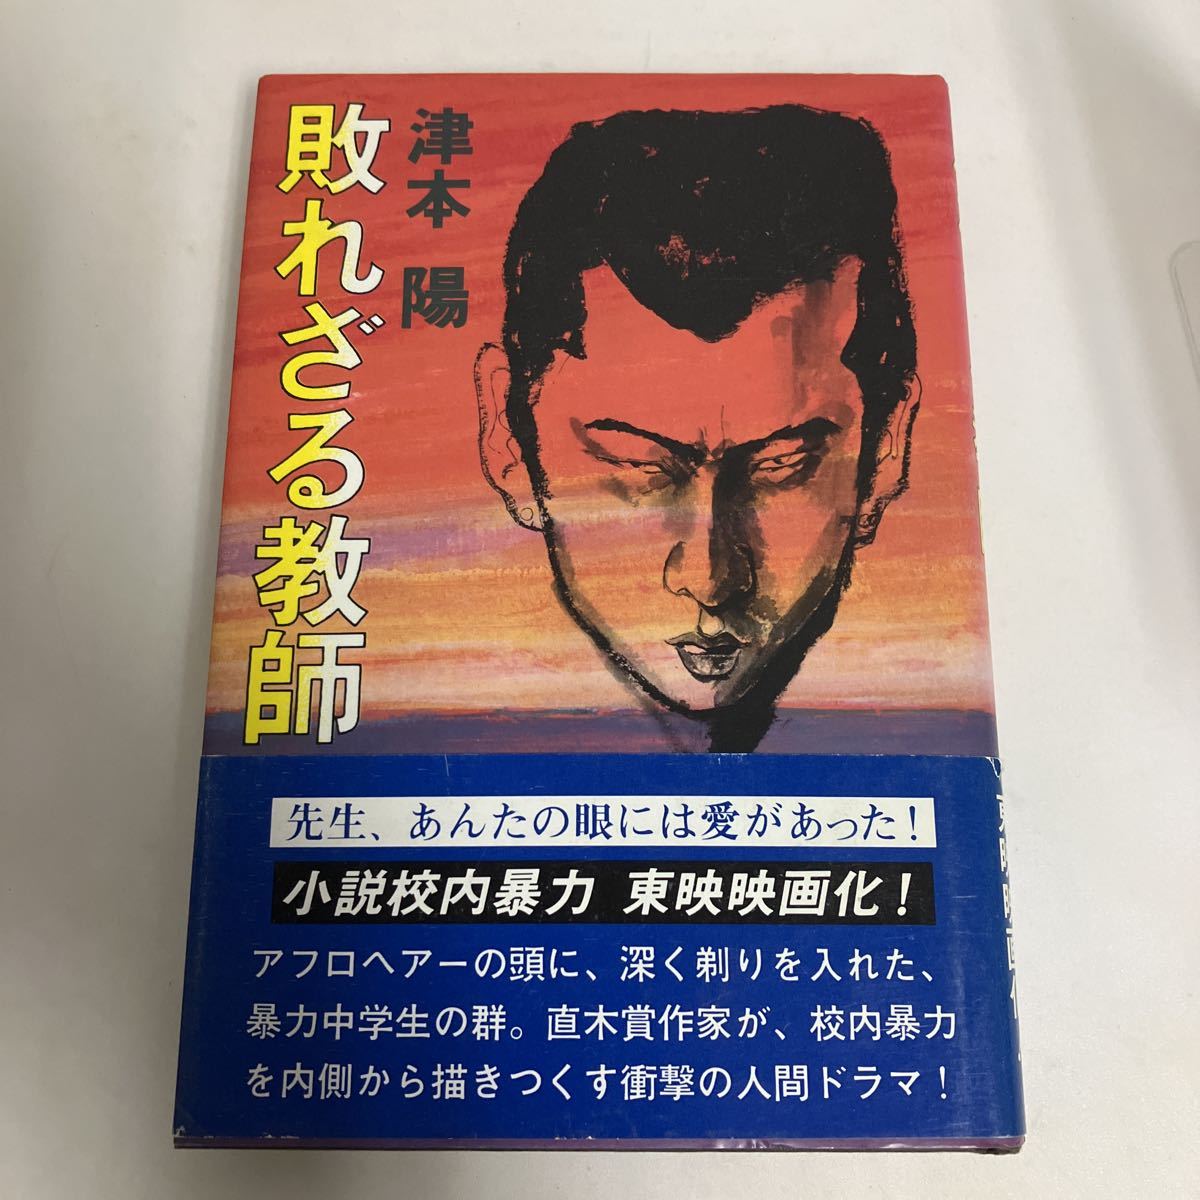 敗れざる教師
津本 陽
先生、あんたの眼には愛があった！
小説校内暴力 東映映画化！
アフロヘアーの頭に、深く剃りを入れた、
暴力中学生の群。直木賞作家が、校内暴力
を内側から描きつくす衝撃の人間ドラマ！